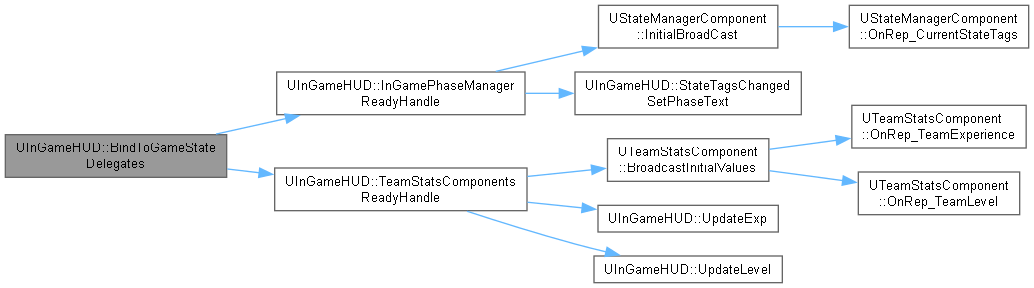 UStateManagerComponent
::InitialBroadCast
UStateManagerComponent
::OnRep_CurrentStateTags
UInGameHUD::InGamePhaseManager
ReadyHandle
UInGameHUD::StateTagsChanged
SetPhaseText
UInGameHUD::BindToGameState
Delegates
UTeamStatsComponent
::OnRep_TeamExperience
UTeamStatsComponent
::BroadcastInitialValues
UInGameHUD::TeamStatsComponents
ReadyHandle
UTeamStatsComponent
::OnRep_TeamLevel
UInGameHUD::UpdateExp
UInGameHUD::UpdateLevel